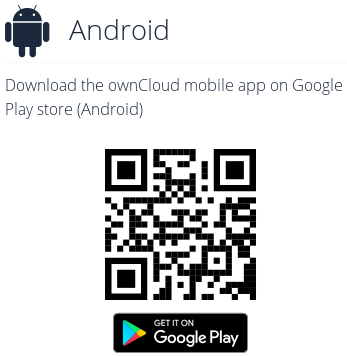 Android
Download the ownCloud mobile app on Google
Play store (Android)
GET IT ON
Google Play